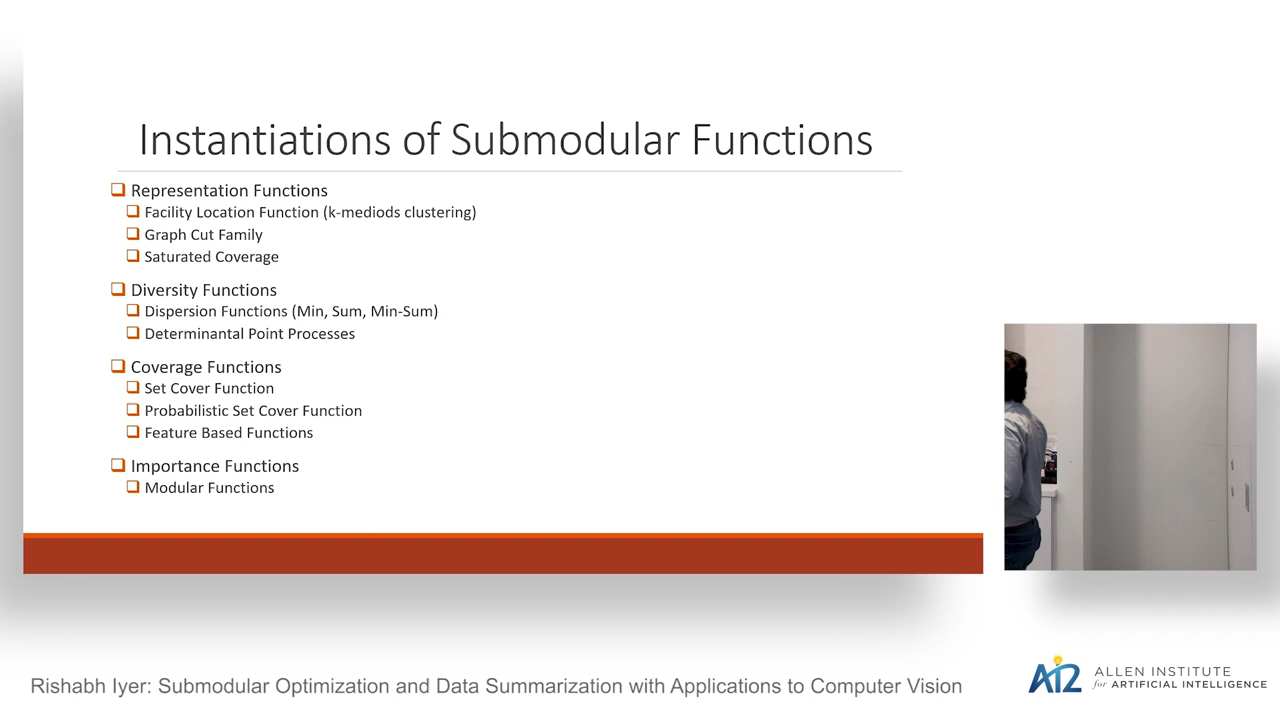 Instantiations of Submodular Functions
Representation Functions
Facility Location Function (k-mediods clustering)
Graph Cut Family
Saturated Coverage
Diversity Functions
Dispersion Functions (Min, Sum, Min-Sum)
Determinantal Point Processes
Coverage Functions
Set Cover Function
Probabilistic Set Cover Function
Feature Based Functions
Importance Functions
Modular Functions
Rishabh Iyer: Submodular Optimization and Data Summarization with Applications to Computer Vision
AI2
ALLEN INSTITUTE
for ARTIFICIAL INTELLIGENCE